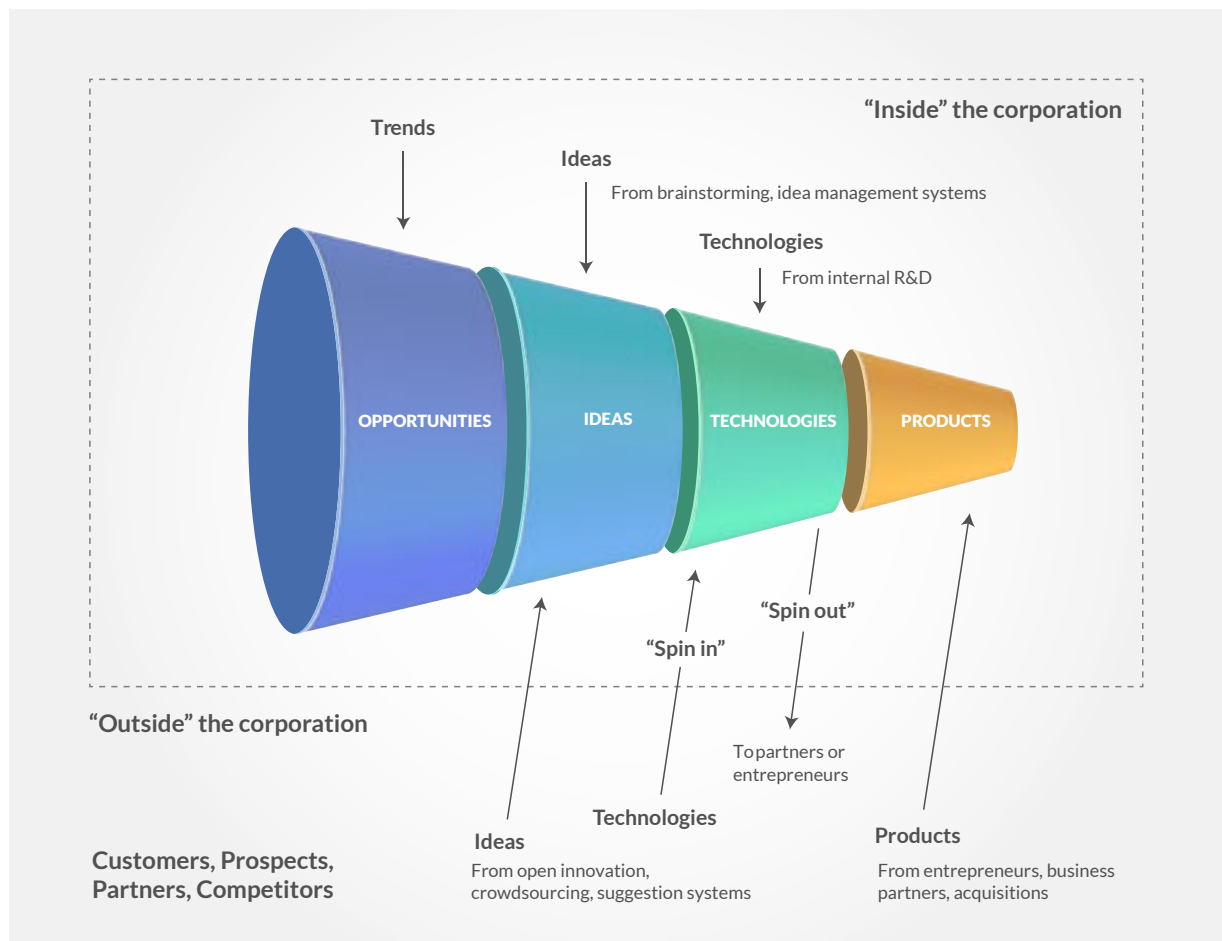 “Inside” the corporation
Trends
Ideas
From brainstorming, idea management systems
Technologies
From internal R&D
OPPORTUNITIES
IDEAS
TECHNOLOGIES
PRODUCTS
“Spin out”
“Spin in”
“Outside” the corporation
To partners or
entrepreneurs
Technologies
Ideas
From open innovation,
crowdsourcing, suggestion systems
Products
From entrepreneurs, business
partners, acquisitions
Customers, Prospects,
Partners, Competitors